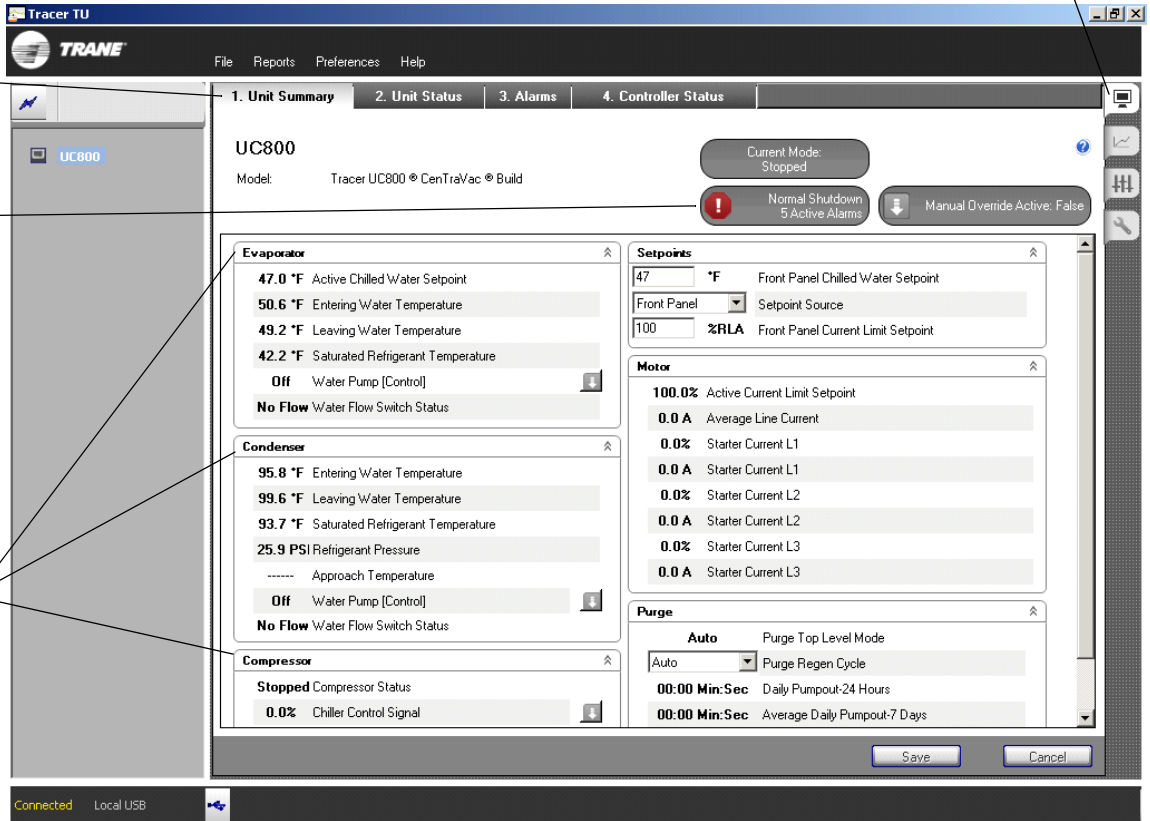 Tracer TU
TRANE
File Reports Preferences Help
1. Unit Summary 2. Unit Status 3. Alarms 4. Controller Status
UC800
UC800
Model: Tracer UC800 ® CenTraVac ® Build
Current Mode:
Stopped
Normal Shutdown
5 Active Alarms
Manual Override Active: False
Evaporator
47.0 °F Active Chilled Water Setpoint
50.6 °F Entering Water Temperature
49.2 °F Leaving Water Temperature
42.2 °F Saturated Refrigerant Temperature
Off Water Pump [Control]
No Flow Water Flow Switch Status
Condenser
95.8 °F Entering Water Temperature
99.6 °F Leaving Water Temperature
93.7 °F Saturated Refrigerant Temperature
25.9 PSI Refrigerant Pressure
------ Approach Temperature
Off Water Pump [Control]
No Flow Water Flow Switch Status
Compressor
Stopped Compressor Status
0.0% Chiller Control Signal
Setpoints
47 °F Front Panel Chilled Water Setpoint
Front Panel Setpoint Source
100 %RLA Front Panel Current Limit Setpoint
Motor
100.0% Active Current Limit Setpoint
0.0 A Average Line Current
0.0% Starter Current L1
0.0 A Starter Current L1
0.0% Starter Current L2
0.0 A Starter Current L2
0.0% Starter Current L3
0.0 A Starter Current L3
Purge
Auto Purge Top Level Mode
Auto Purge Regen Cycle
00:00 Min:Sec Daily Pumpout-24 Hours
00:00 Min:Sec Average Daily Pumpout-7 Days
Save Cancel
Connected Local USB